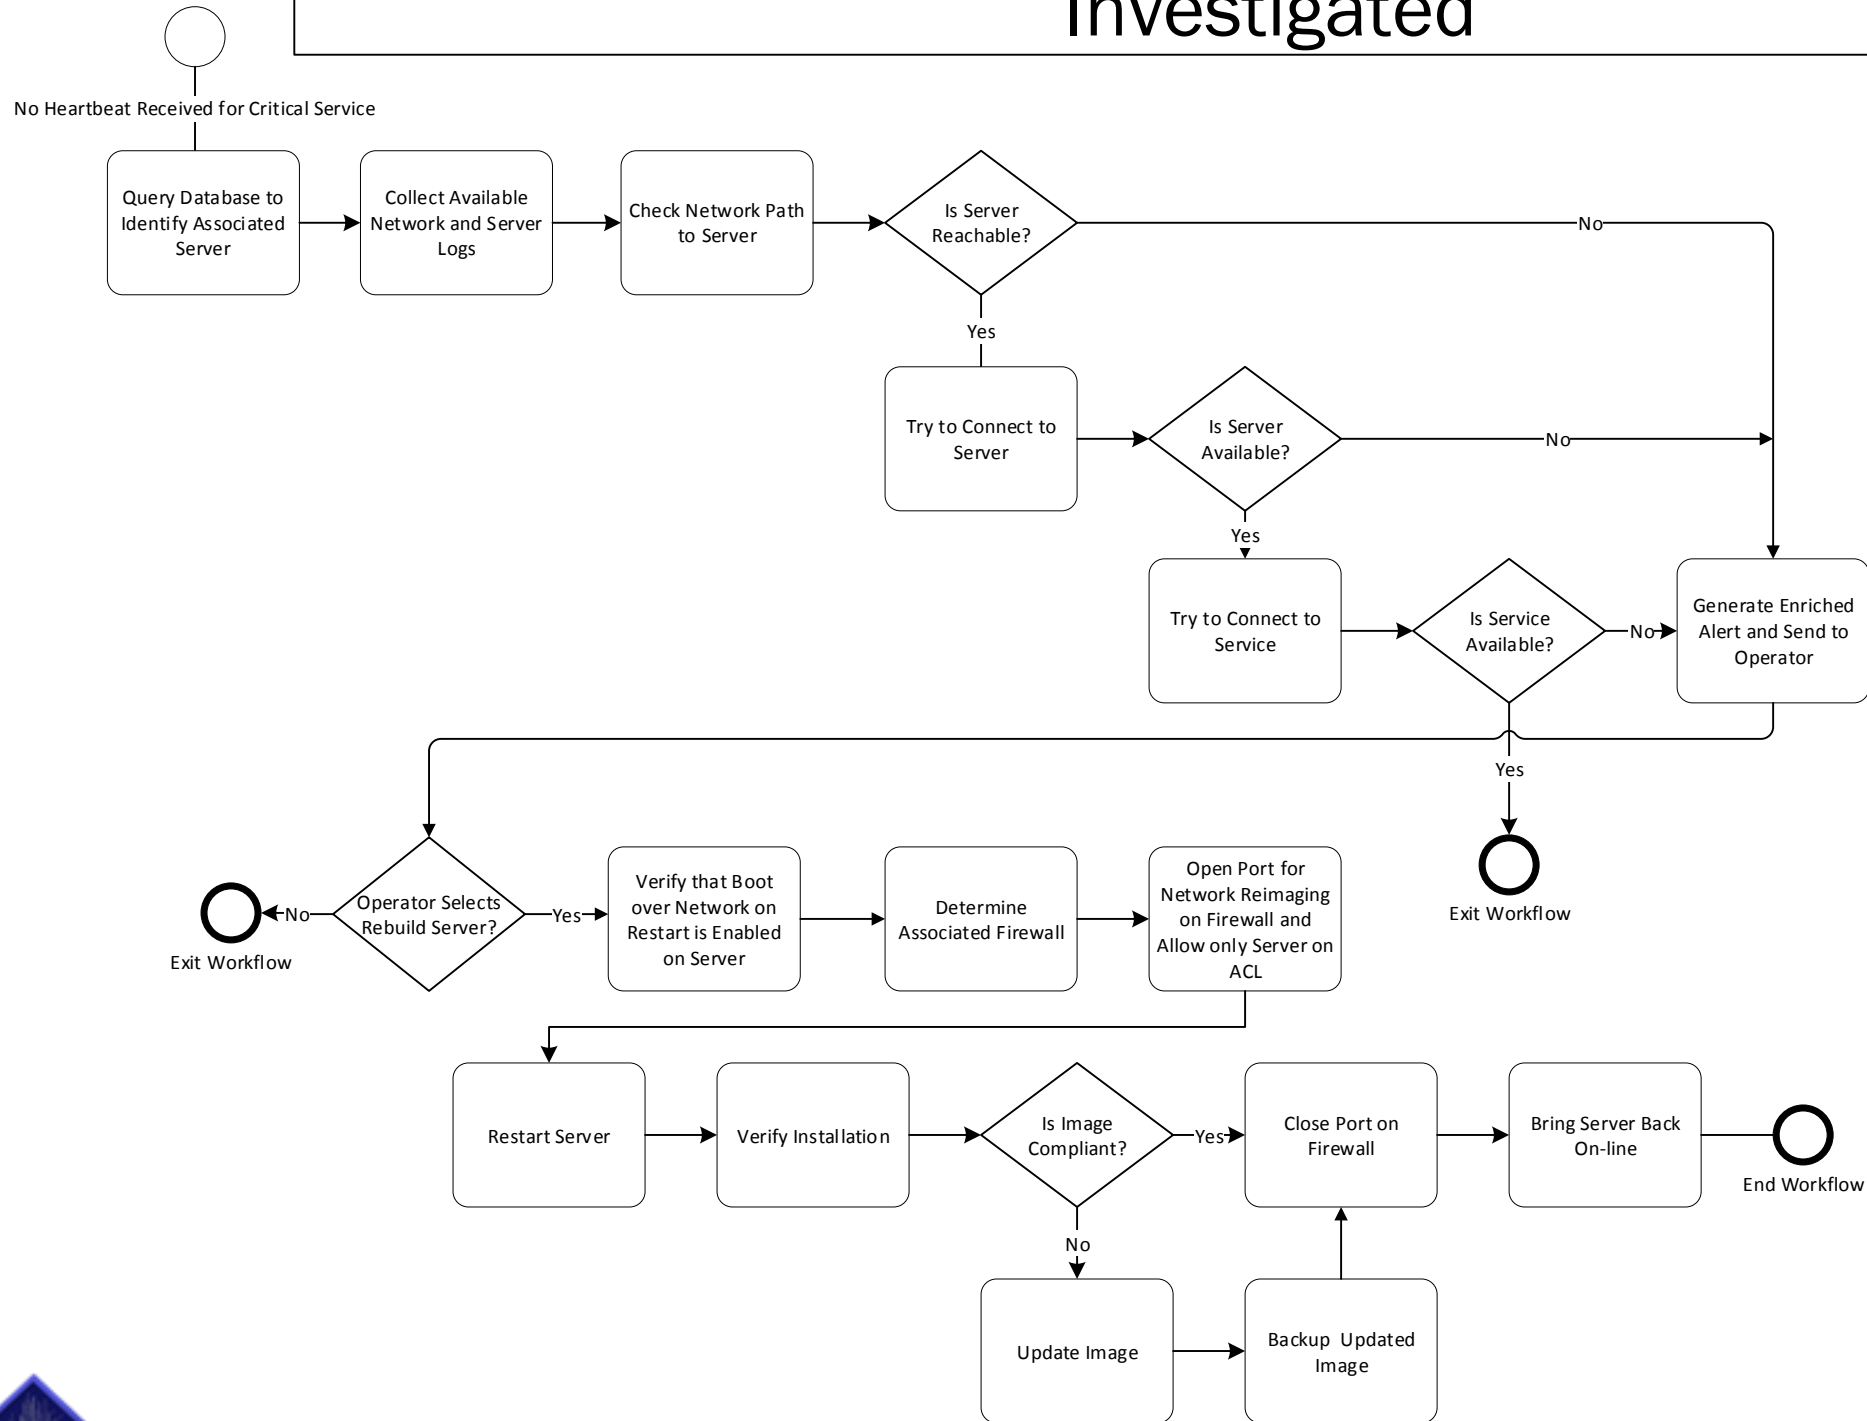 Investigated
No Heartbeat Received for Critical Service
Query Database to
Identify Associated
Server
Collect Available
Network and Server
Logs
Check Network Path
to Server
Is Server
Reachable?
No
Yes
Try to Connect to
Server
Is Server
Available?
No
Yes
Try to Connect to
Service
Is Service
Available?
No
Generate Enriched
Alert and Send to
Operator
Yes
Exit Workflow
Operator Selects
Rebuild Server?
No
Exit Workflow
Yes
Verify that Boot
over Network on
Restart is Enabled
on Server
Determine
Associated Firewall
Open Port for
Network Reimaging
on Firewall and
Allow only Server on
ACL
Restart Server
Verify Installation
Is Image
Compliant?
Yes
Close Port on
Firewall
Bring Server Back
On-line
End Workflow
No
Update Image
Backup Updated
Image